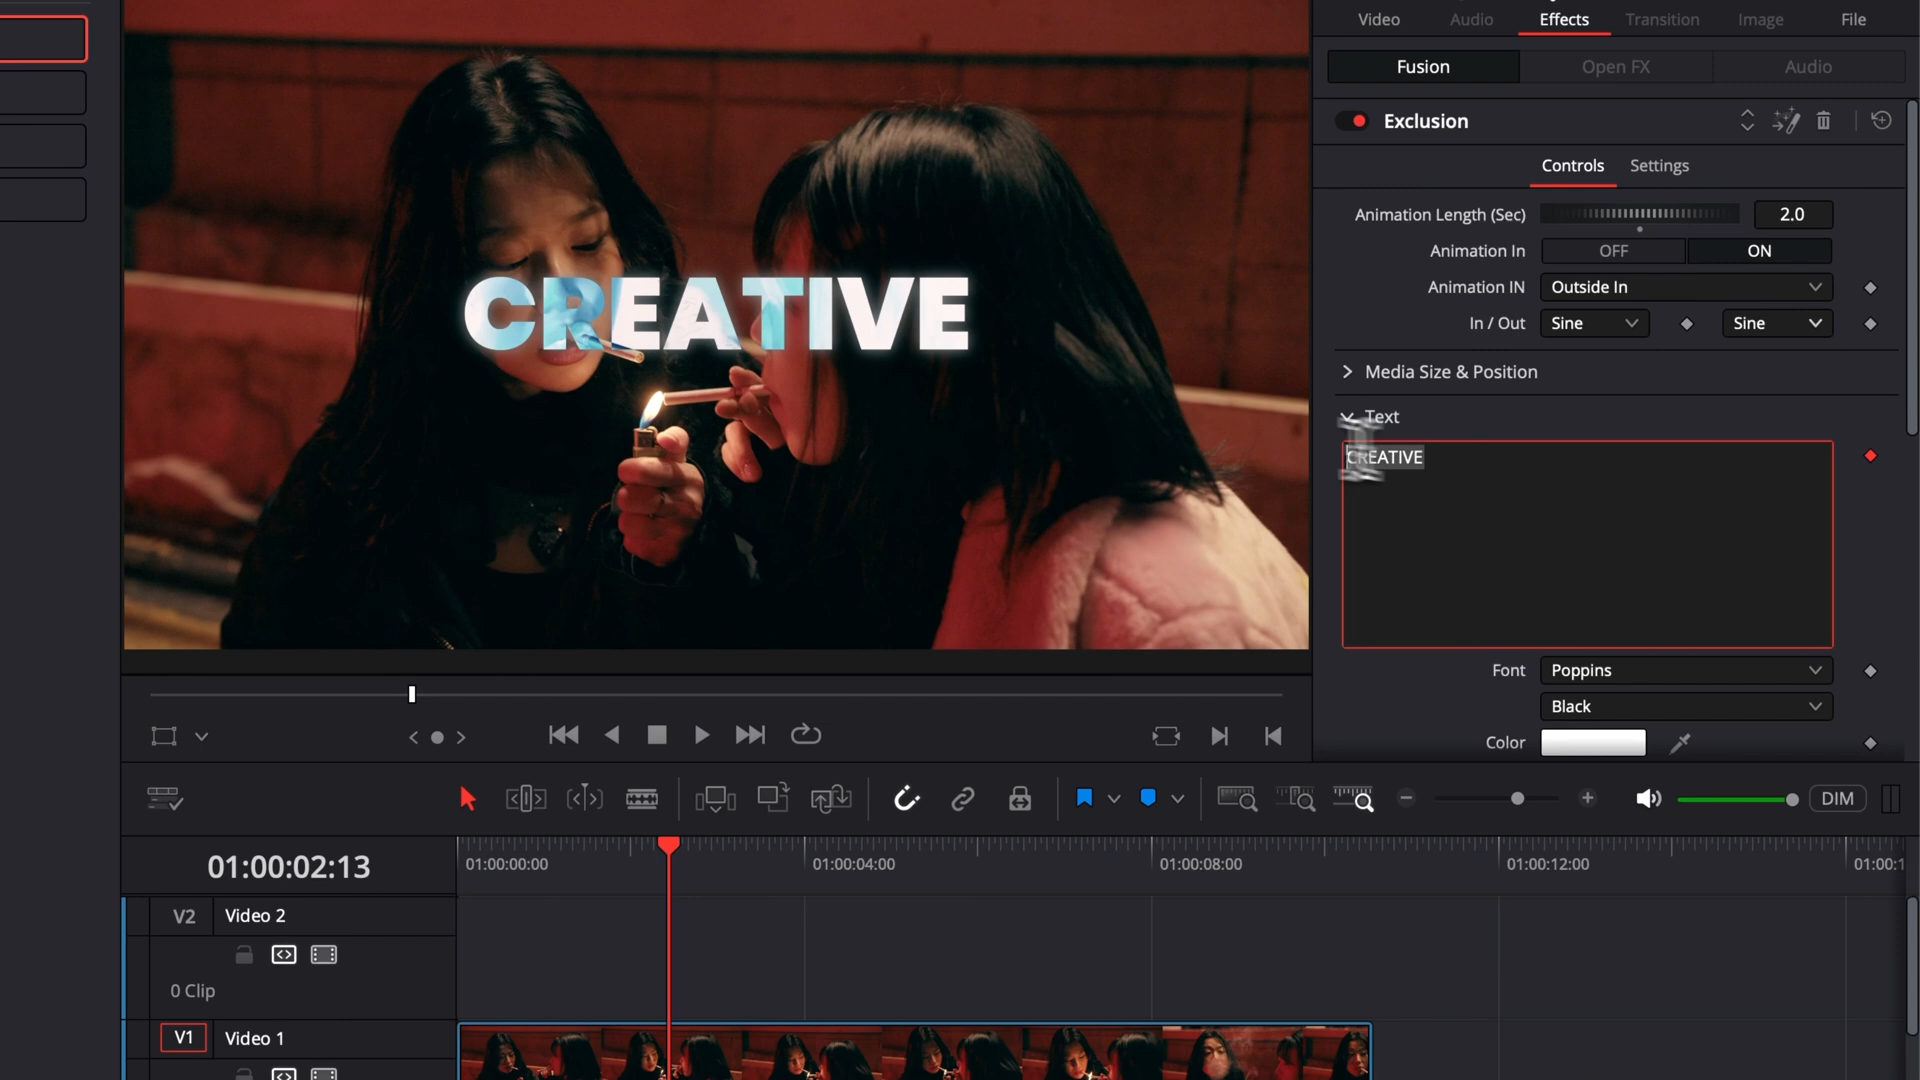 Video Audio Effects Transition Image File
Fusion Open FX Audio
Exclusion
Controls Settings
Animation Length (Sec) 2.0
Animation In OFF ON
Animation IN Outside In
In / Out Sine Sine
Media Size & Position
Text
CREATIVE
CREATIVE
Font Poppins
Black
Color
DIM
01:00:02:13
01:00:00:00 01:00:04:00 01:00:08:00 01:00:12:00 01:00:1
V2 Video 2
0 Clip
V1 Video 1